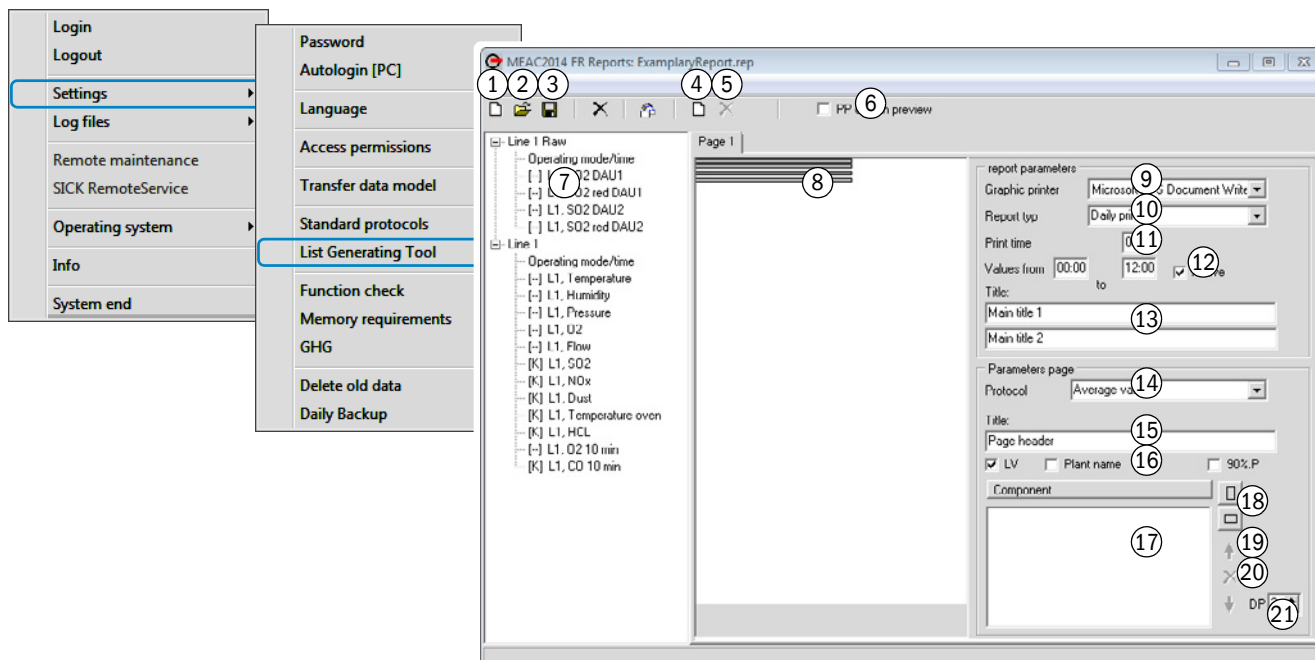 Login
Logout
Settings
Log files
Remote maintenance
SICK RemoteService
Operating system
Info
System end
Password
Autologin [PC]
Language
Access permissions
Transfer data model
Standard protocols
List Generating Tool
Function check
Memory requirements
GHG
Delete old data
Daily Backup
MEAC2014 FR Reports: ExamplaryReport.rep
1 2 3 4 5
PP 6 preview
Line 1 Raw
Operating mode/time
[--] 7 SO2 DAU1
[--] SO2 red DAU1
[--] L1, SO2 DAU2
[--] L1, SO2 red DAU2
Line 1
Operating mode/time
[--] L1, Temperature
[--] L1, Humidity
[--] L1, Pressure
[--] L1, O2
[--] L1, Flow
[K] L1, SO2
[K] L1, NOx
[K] L1, Dust
[K] L1, Temperature oven
[K] L1, HCL
[--] L1, O2 10 min
[K] L1, CO 10 min
Page 1
8
report parameters
Graphic printer 9 Document Write
Report typ Daily 10
Print time 11
Values from 00:00 to 12:00 12
Title:
Main title 1
13
Main title 2
Parameters page
Protocol Average 14
Title:
Page header 15
LV Plant name 16 90%.P
Component
17
18
19
20
DP 21